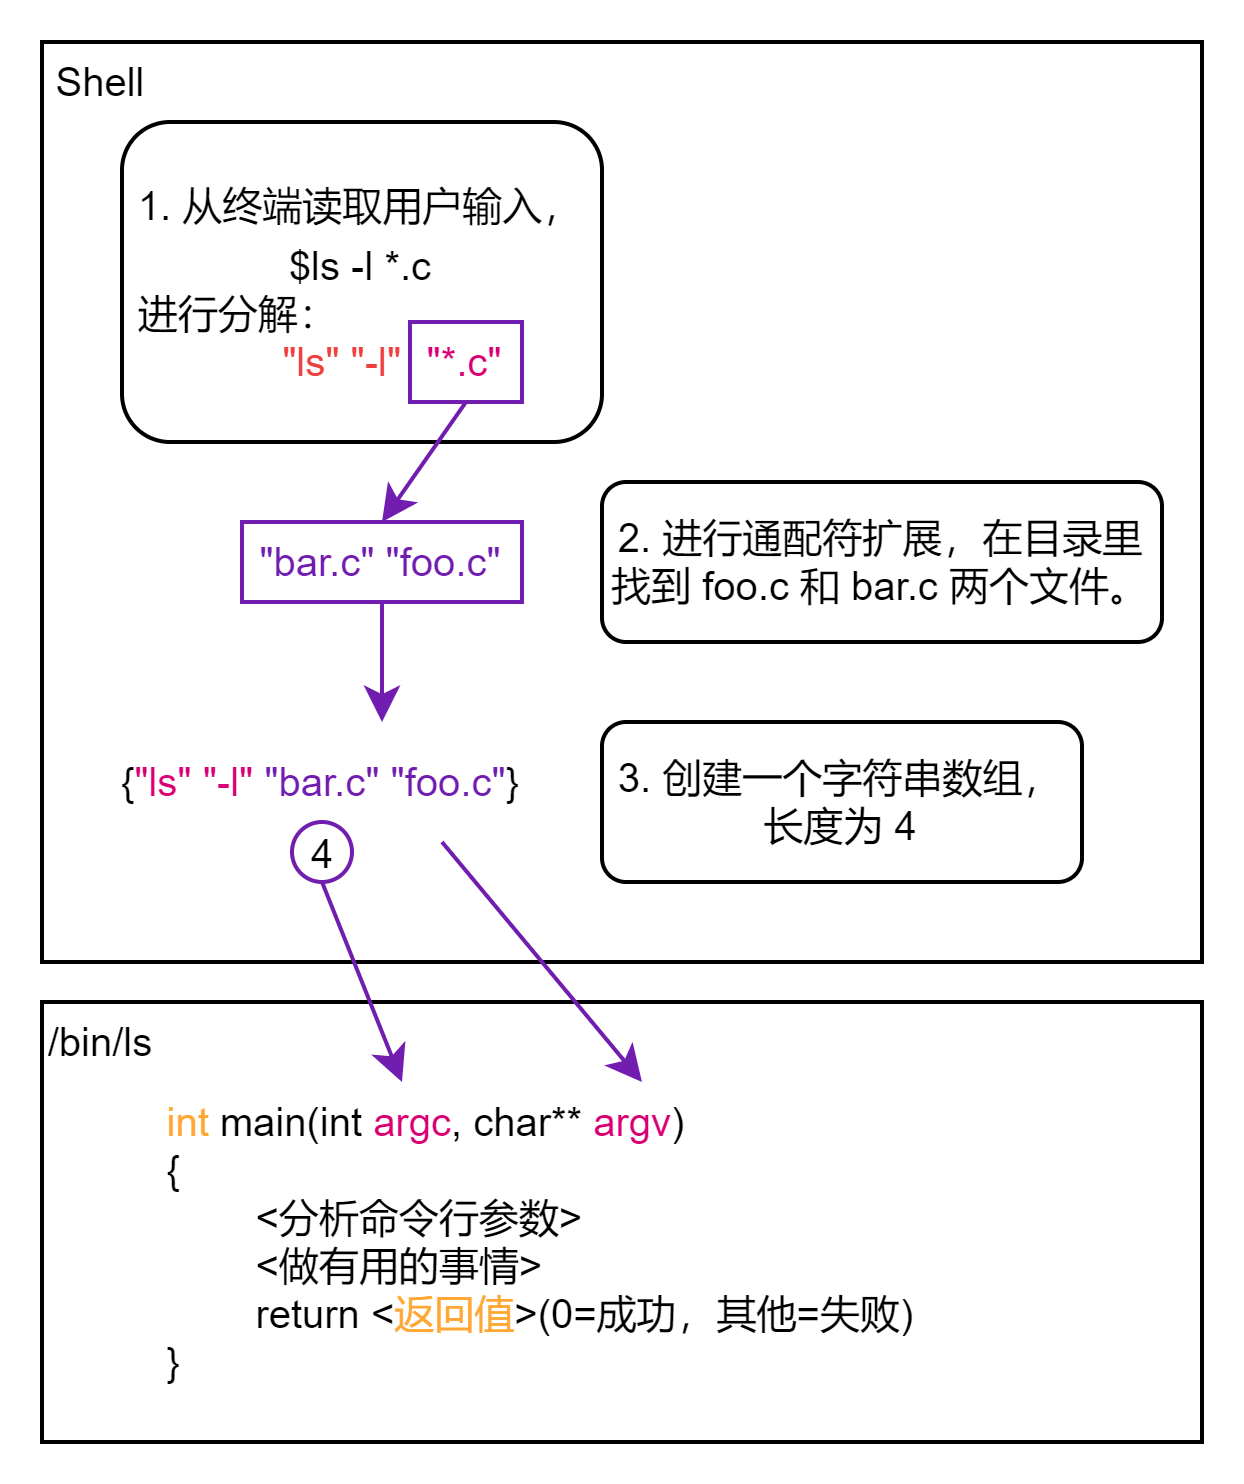 Shell
1. 从终端读取用户输入，
$ls -l *.c
进行分解：
"ls" "-l" "*.c"
"bar.c" "foo.c"
2. 进行通配符扩展，在目录里
找到 foo.c 和 bar.c 两个文件。
{"ls" "-l" "bar.c" "foo.c"}
4
3. 创建一个字符串数组，
长度为 4
/bin/ls
int main(int argc, char** argv)
{
<分析命令行参数>
<做有用的事情>
return <返回值>(0=成功，其他=失败)
}